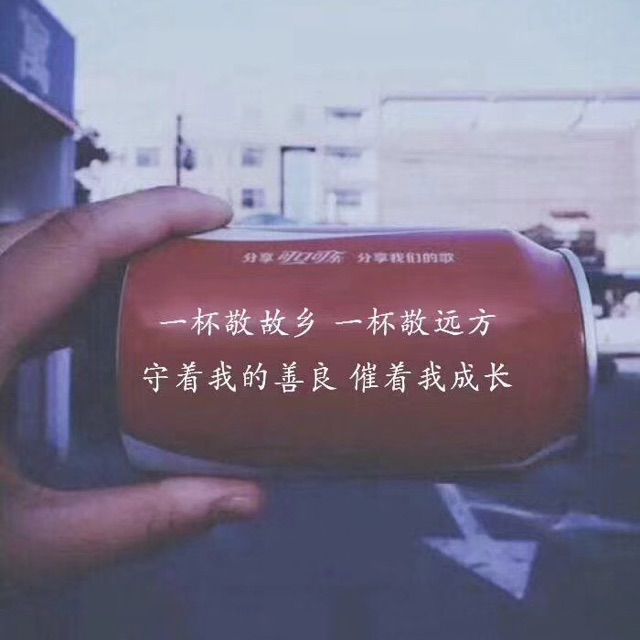 分享 可口可乐 分享我们的歌
一杯敬故乡 一杯敬远方
守着我的善良 催着我成长